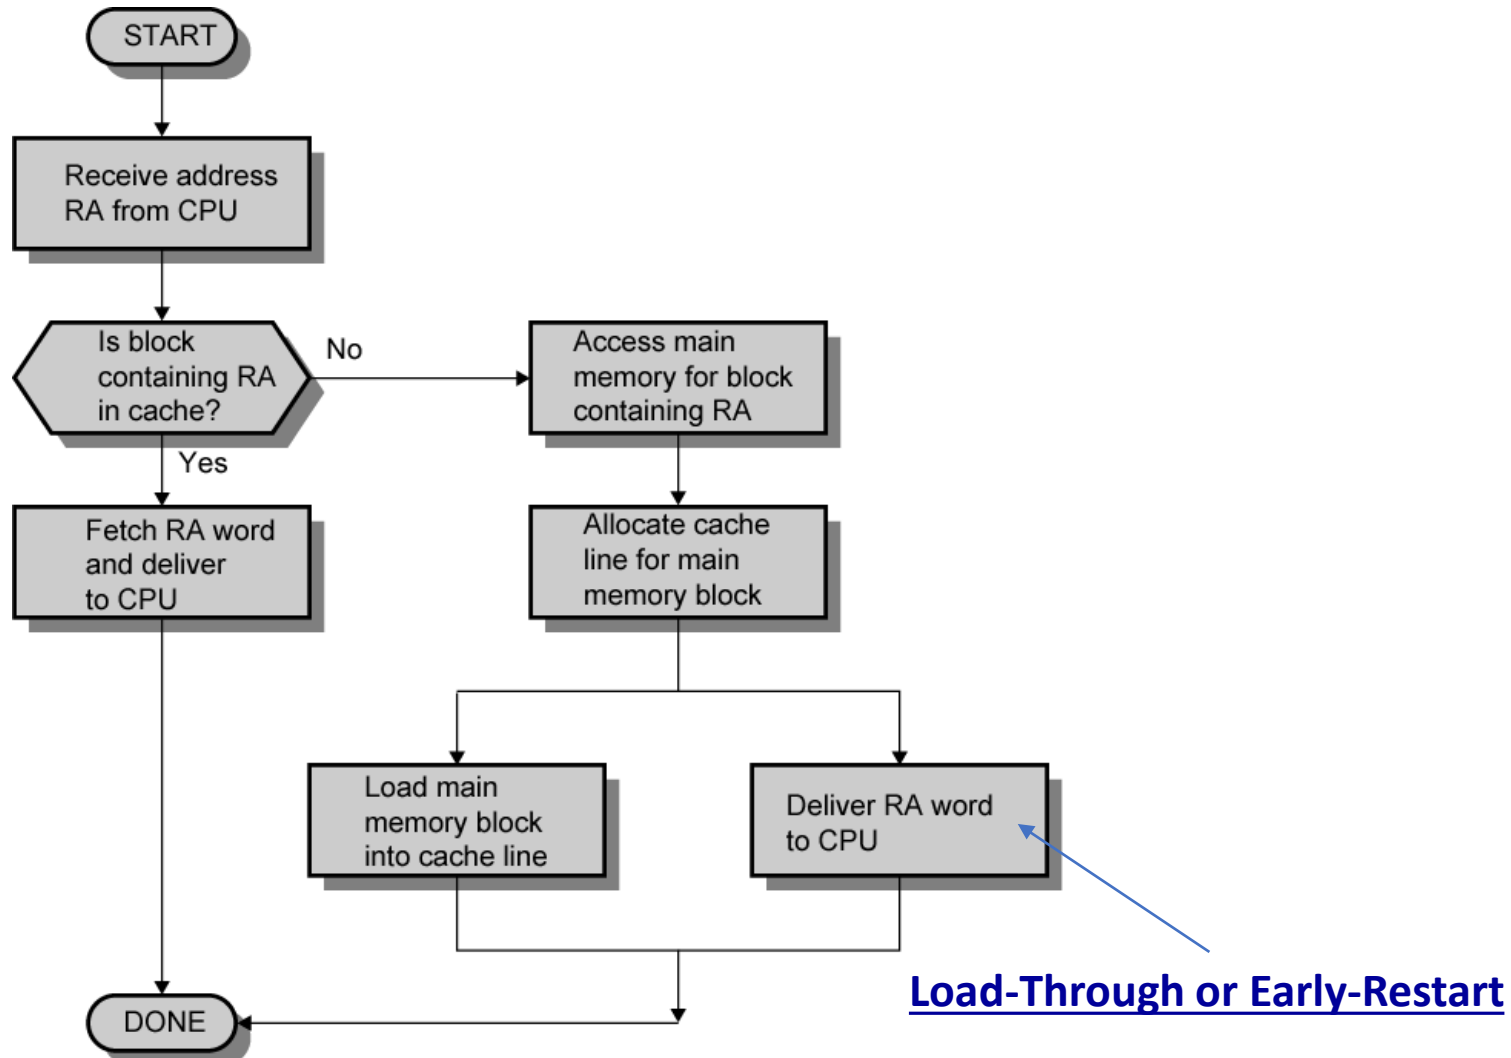 START
Receive address
RA from CPU
Is block
containing RA
in cache?
No
Access main
memory for block
containing RA
Yes
Fetch RA word
and deliver
to CPU
Allocate cache
line for main
memory block
Load main
memory block
into cache line
Deliver RA word
to CPU
Load-Through or Early-Restart
DONE